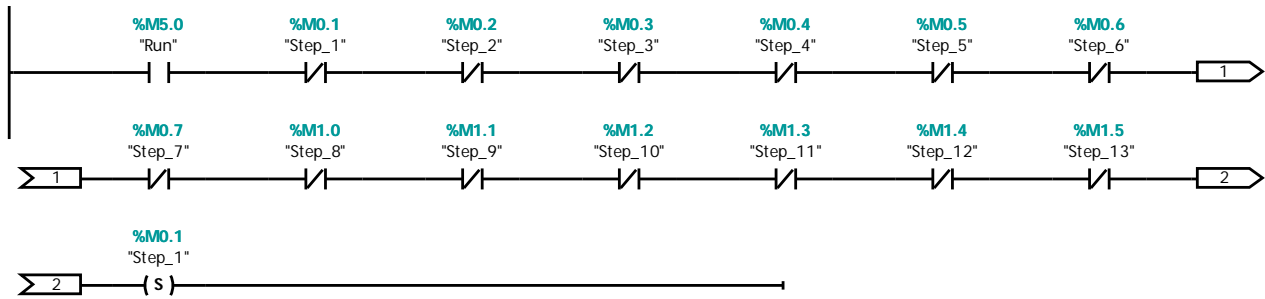 %M5.0 %M0.1 %M0.2 %M0.3 %M0.4 %M0.5 %M0.6
"Run" "Step_1" "Step_2" "Step_3" "Step_4" "Step_5" "Step_6"
1
%M0.7 %M1.0 %M1.1 %M1.2 %M1.3 %M1.4 %M1.5
"Step_7" "Step_8" "Step_9" "Step_10" "Step_11" "Step_12" "Step_13"
1 2
%M0.1
"Step_1"
2 S